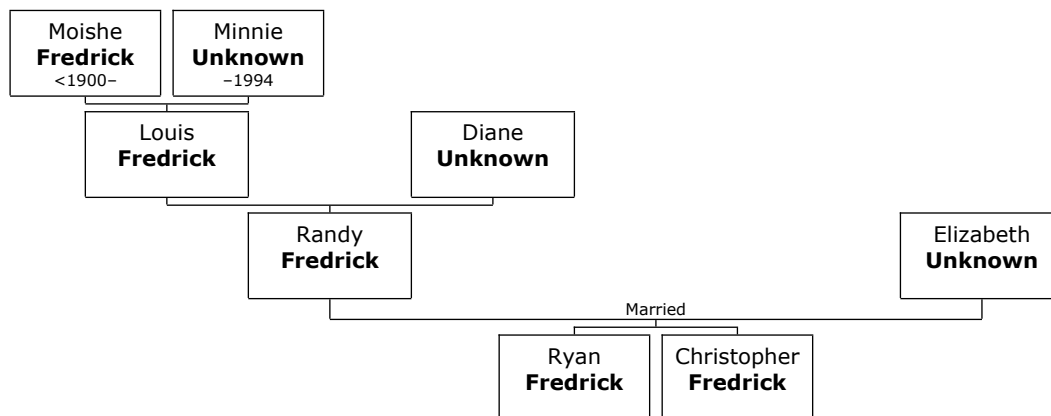 Moishe
Fredrick
<1900–
Minnie
Unknown
–1994
Louis
Fredrick
Diane
Unknown
Randy
Fredrick
Elizabeth
Unknown
Married
Ryan
Fredrick
Christopher
Fredrick